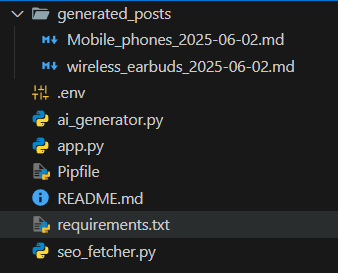 generated_posts
Mobile_phones_2025-06-02.md
wireless_earbuds_2025-06-02.md
.env
ai_generator.py
app.py
Pipfile
README.md
requirements.txt
seo_fetcher.py